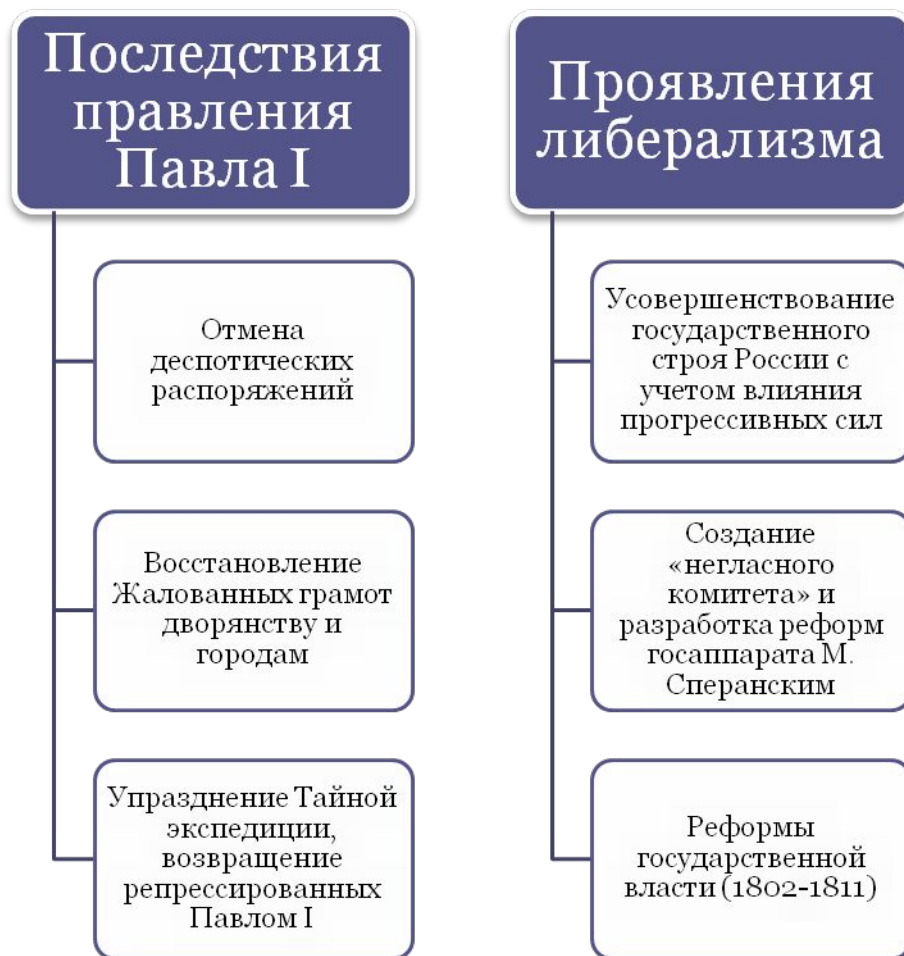 Последствия
правления
Павла I
Отмена
деспотических
распоряжений
Восстановление
Жалованных грамот
дворянству и
городам
Упразднение Тайной
экспедиции,
возвращение
репрессированных
Павлом I
Проявления
либерализма
Усовершенствование
государственного
строя России с
учетом влияния
прогрессивных сил
Создание
«негласного
комитета» и
разработка реформ
госаппарата М.
Сперанским
Реформы
государственной
власти (1802-1811)